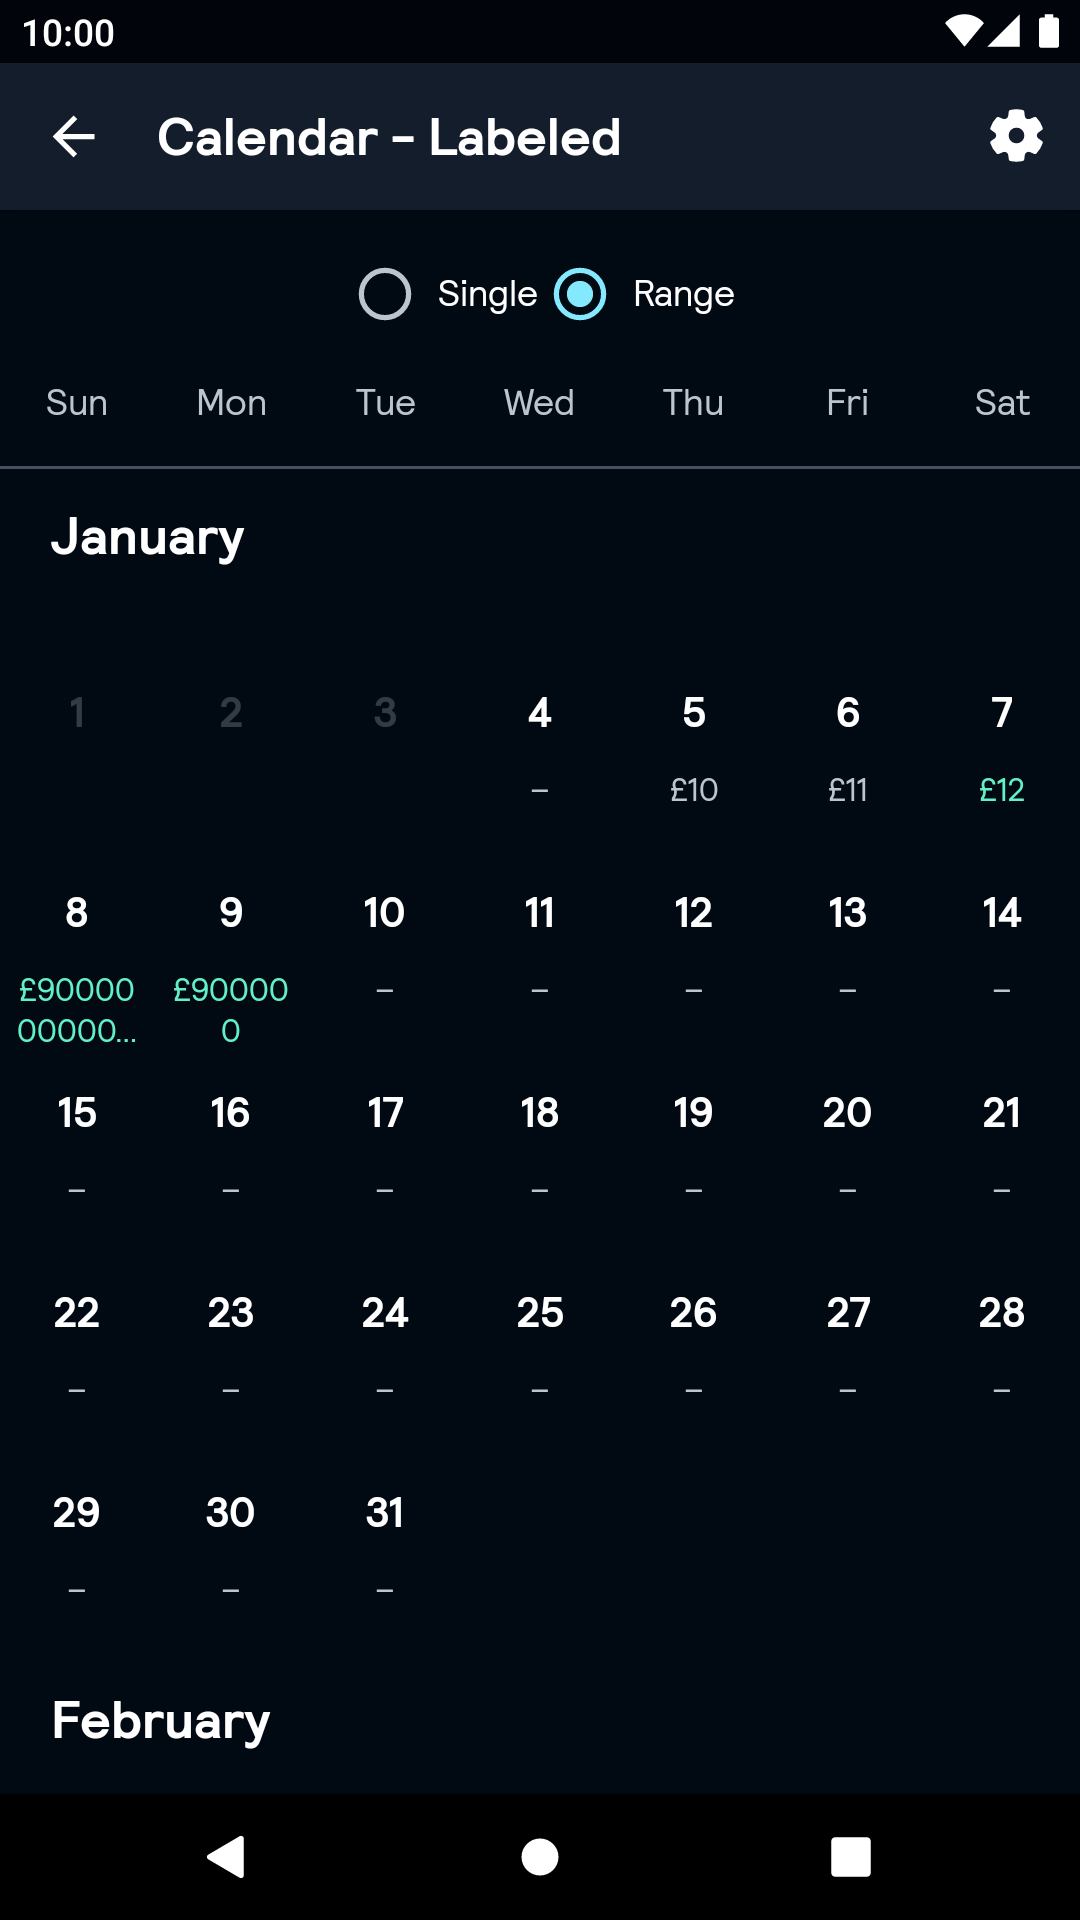 10:00
Calendar – Labeled
Single Range
Sun Mon Tue Wed Thu Fri Sat
January
1 2 3 4 5 6 7
– £10 £11 £12
8 9 10 11 12 13 14
£90000 £90000 – – – – –
00000... 0
15 16 17 18 19 20 21
– – – – – – –
22 23 24 25 26 27 28
– – – – – – –
29 30 31
– – –
February